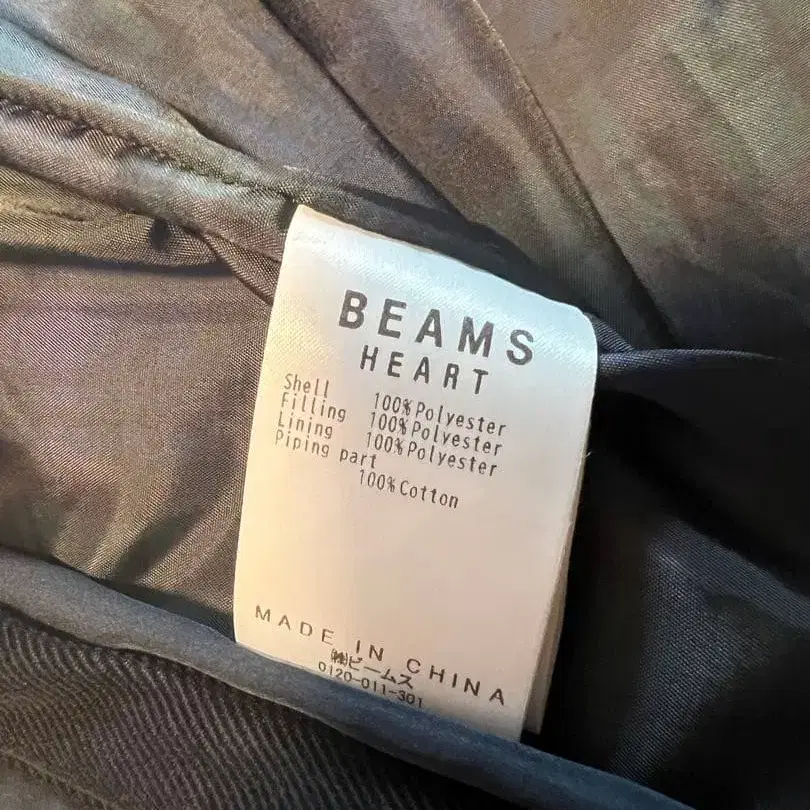 BEAMS
HEART
Shell 100%Polyester
Filling 100%Polyester
Lining 100%Polyester
Piping part
100%Cotton
MADE IN CHINA
㈱ビームス
0120-011-301